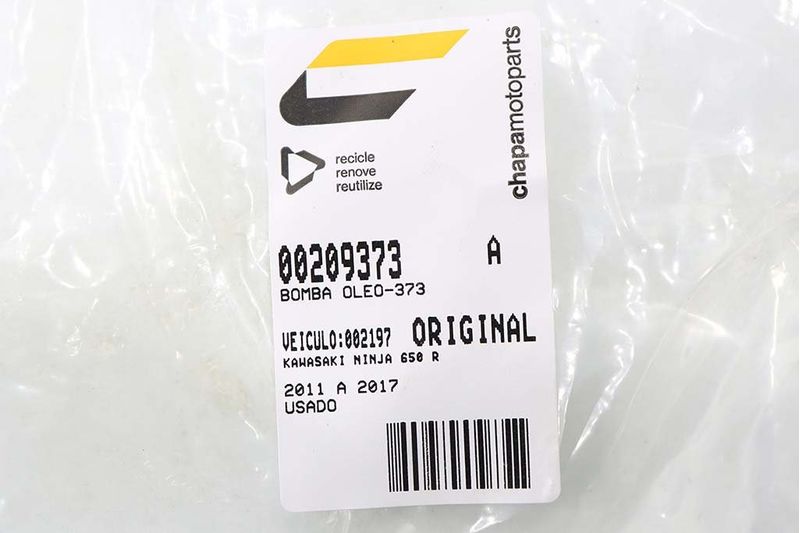 chapamotoparts
recicle
renove
reutilize
00209373 A
BOMBA OLEO-373
VEICULO:002197 ORIGINAL
KAWASAKI NINJA 650 R
2011 A 2017
USADO